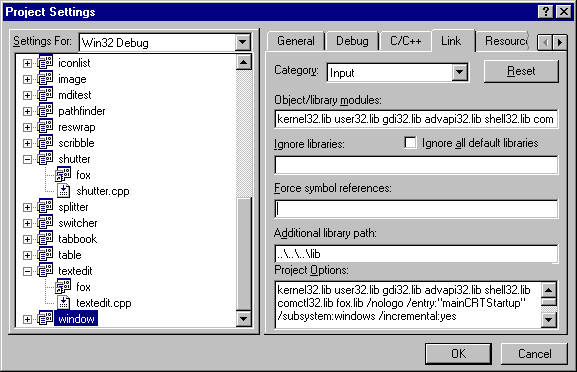 Project Settings
Settings For:
Win32 Debug
iconlist
image
mditest
pathfinder
reswrap
scribble
shutter
fox
shutter.cpp
splitter
switcher
tabbook
table
textedit
fox
textedit.cpp
window
General Debug C/C++ Link Resourc
Category: Input Reset
Object/library modules:
kernel32.lib user32.lib gdi32.lib advapi32.lib shell32.lib com
Ignore libraries: Ignore all default libraries
Force symbol references:
Additional library path:
..\..\..\lib
Project Options:
kernel32.lib user32.lib gdi32.lib advapi32.lib shell32.lib
comctl32.lib fox.lib /nologo /entry:"mainCRTStartup"
/subsystem:windows /incremental:yes
OK Cancel